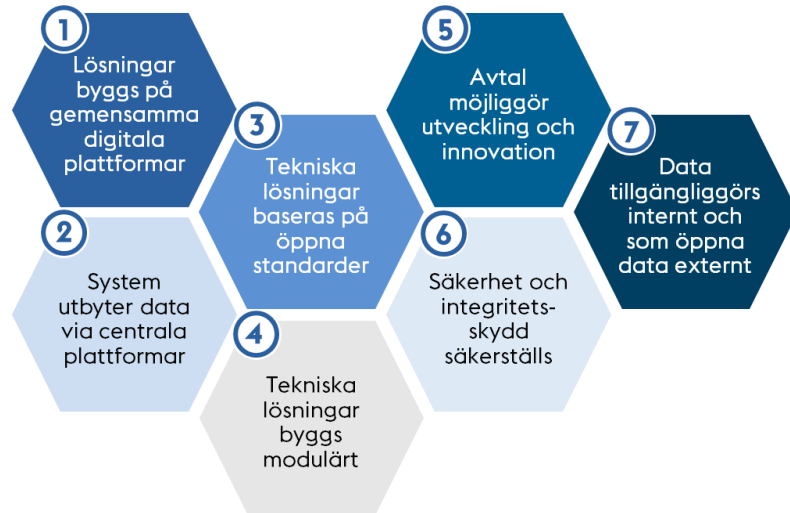 1
Lösningar
byggs på
gemensamma
digitala
plattformar
2
System
utbyter data
via centrala
plattformar
3
Tekniska
lösningar
baseras på
öppna
standarder
4
Tekniska
lösningar
byggs
modulärt
5
Avtal
möjliggör
utveckling och
innovation
6
Säkerhet och
integritets-
skydd
säkerställs
7
Data
tillgängliggörs
internt och
som öppna
data externt